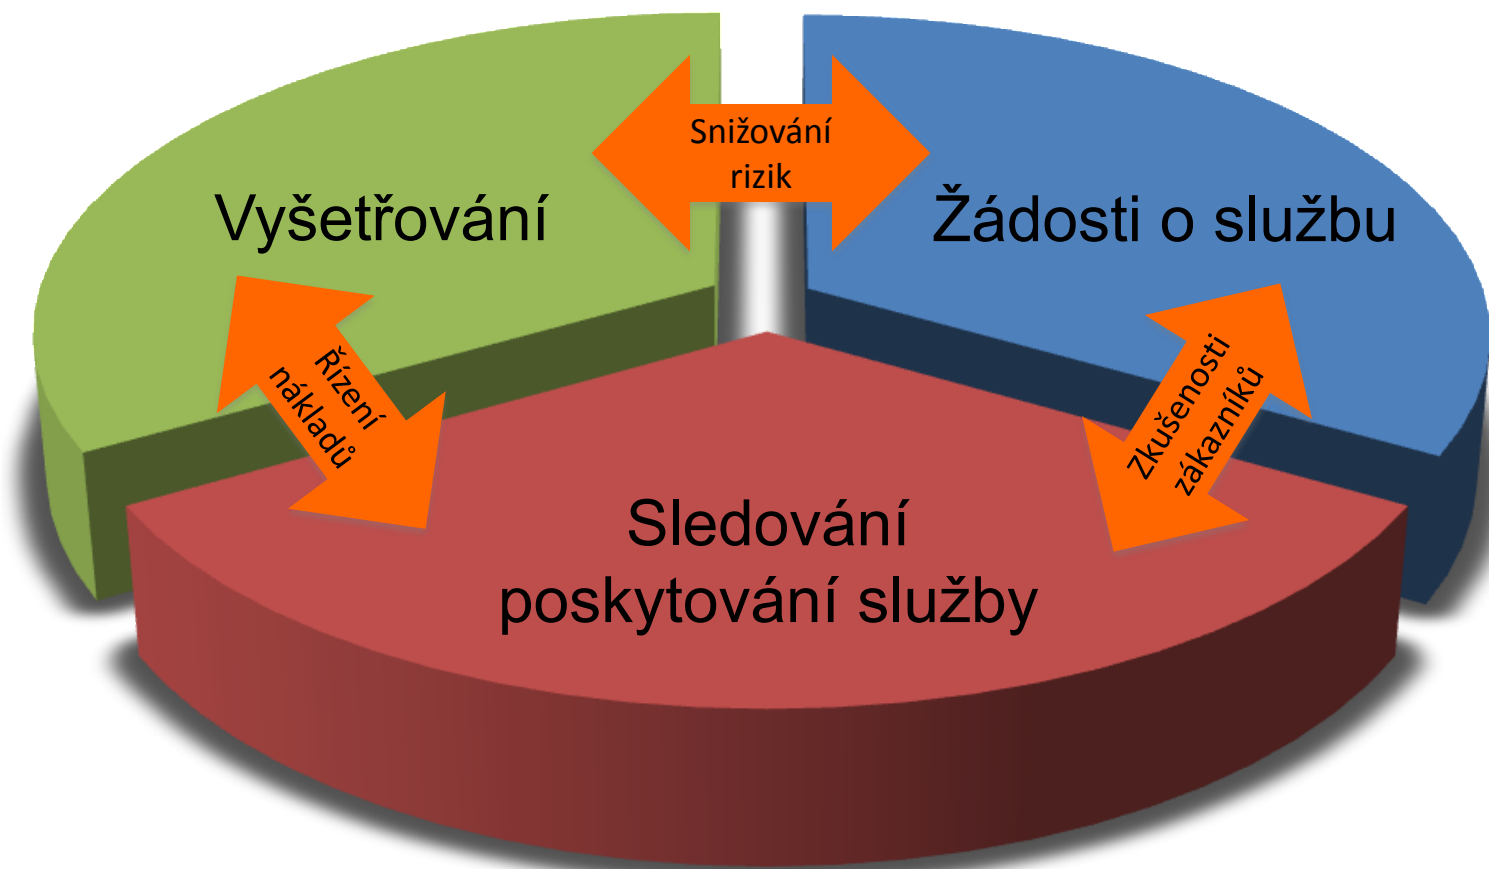 Snižování
rizik
Vyšetřování
Žádosti o službu
Řízení
nákladů
Zkušenosti
zákazníků
Sledování
poskytování služby